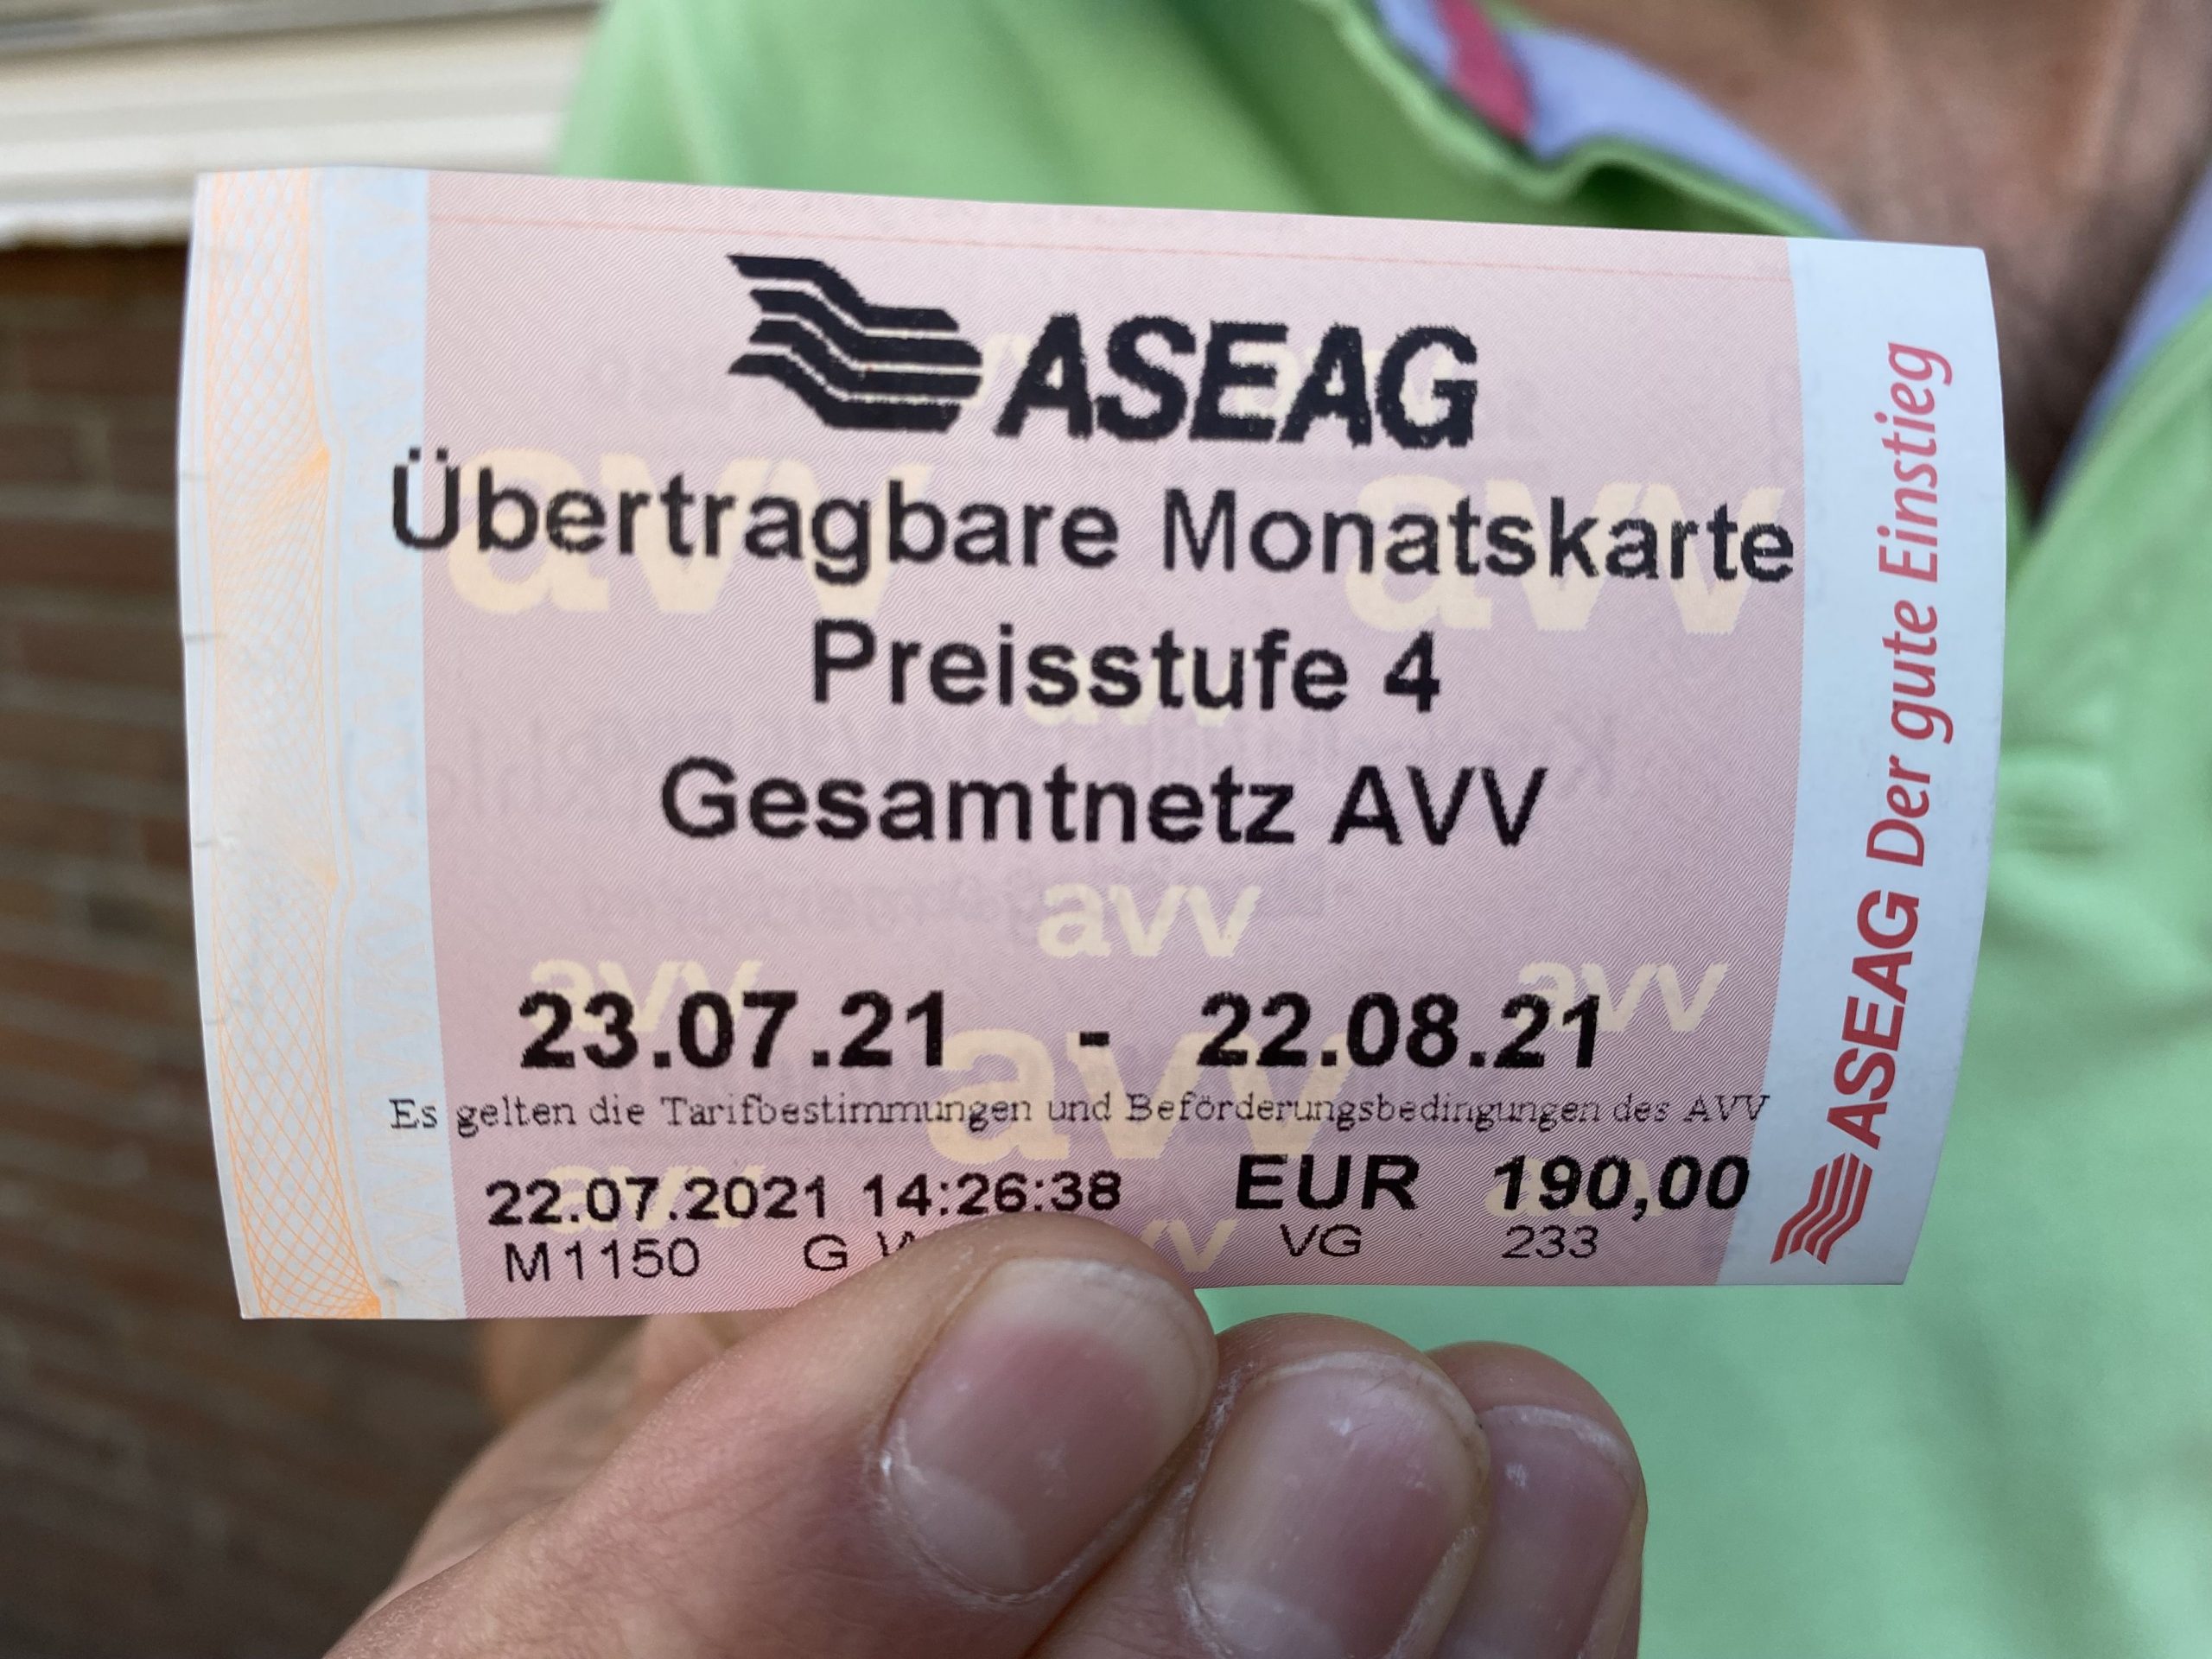 ASEAG
Übertragbare Monatskarte
Preisstufe 4
Gesamtnetz AVV
avv
23.07.21 - 22.08.21
Es gelten die Tarifbestimmungen und Beförderungsbedingungen des AVV
22.07.2021 14:26:38 EUR 190,00
M1150 G VG 233
ASEAG Der gute Einstieg